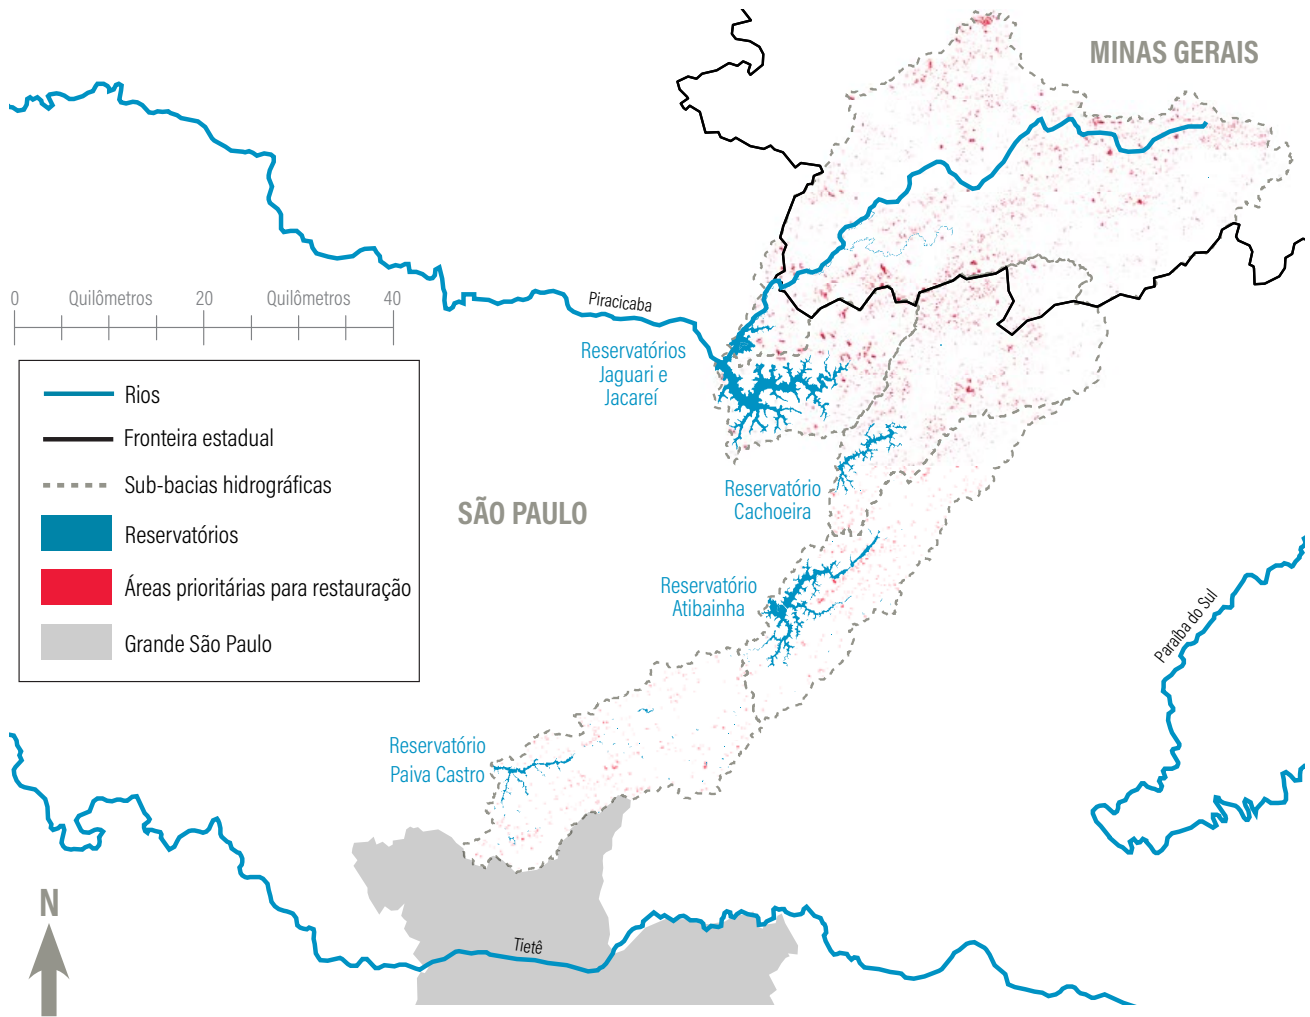 MINAS GERAIS
0 Quilômetros 20 Quilômetros 40
Piracicaba
Reservatórios
Jaguari e
Jacareí
Rios
Fronteira estadual
Sub-bacias hidrográficas
Reservatórios
Áreas prioritárias para restauração
Grande São Paulo
SÃO PAULO
Reservatório
Cachoeira
Reservatório
Atibainha
Paraíba do Sul
Reservatório
Paiva Castro
N
Tietê